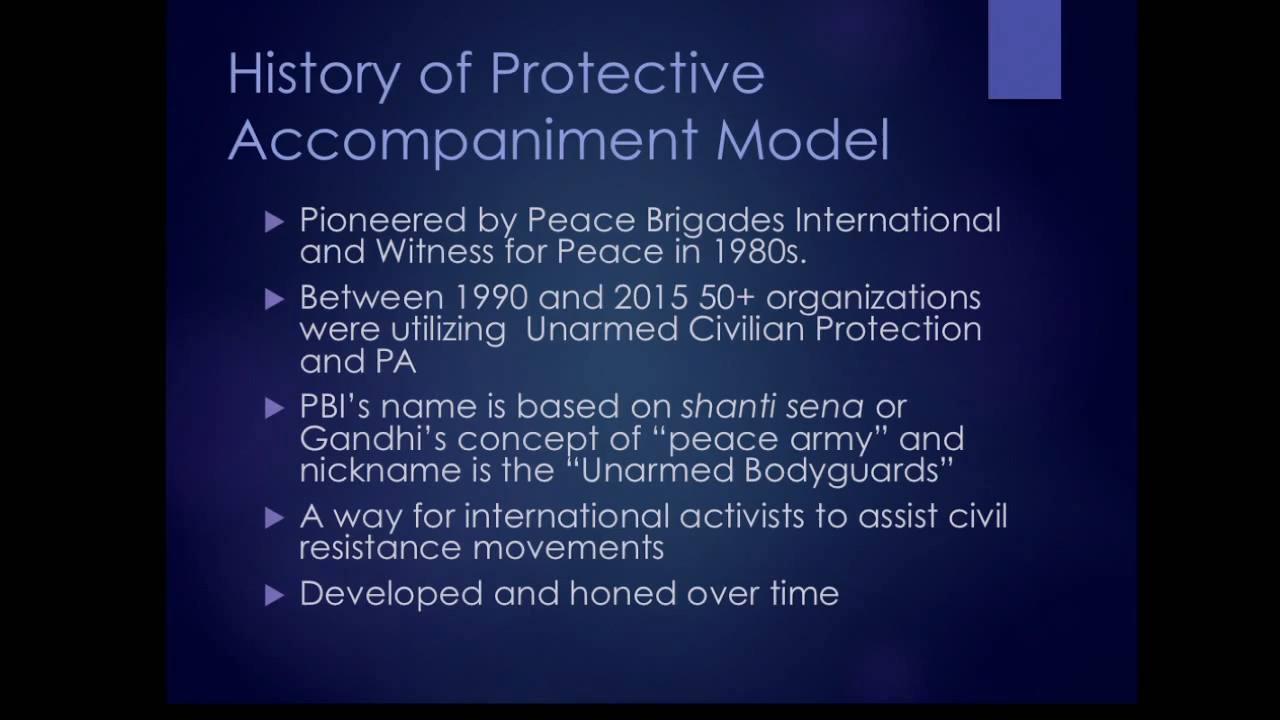 History of Protective
Accompaniment Model
Pioneered by Peace Brigades International
and Witness for Peace in 1980s.
Between 1990 and 2015 50+ organizations
were utilizing  Unarmed Civilian Protection
and PA
PBI’s name is based on shanti sena or
Gandhi’s concept of “peace army” and
nickname is the “Unarmed Bodyguards”
A way for international activists to assist civil
resistance movements
Developed and honed over time